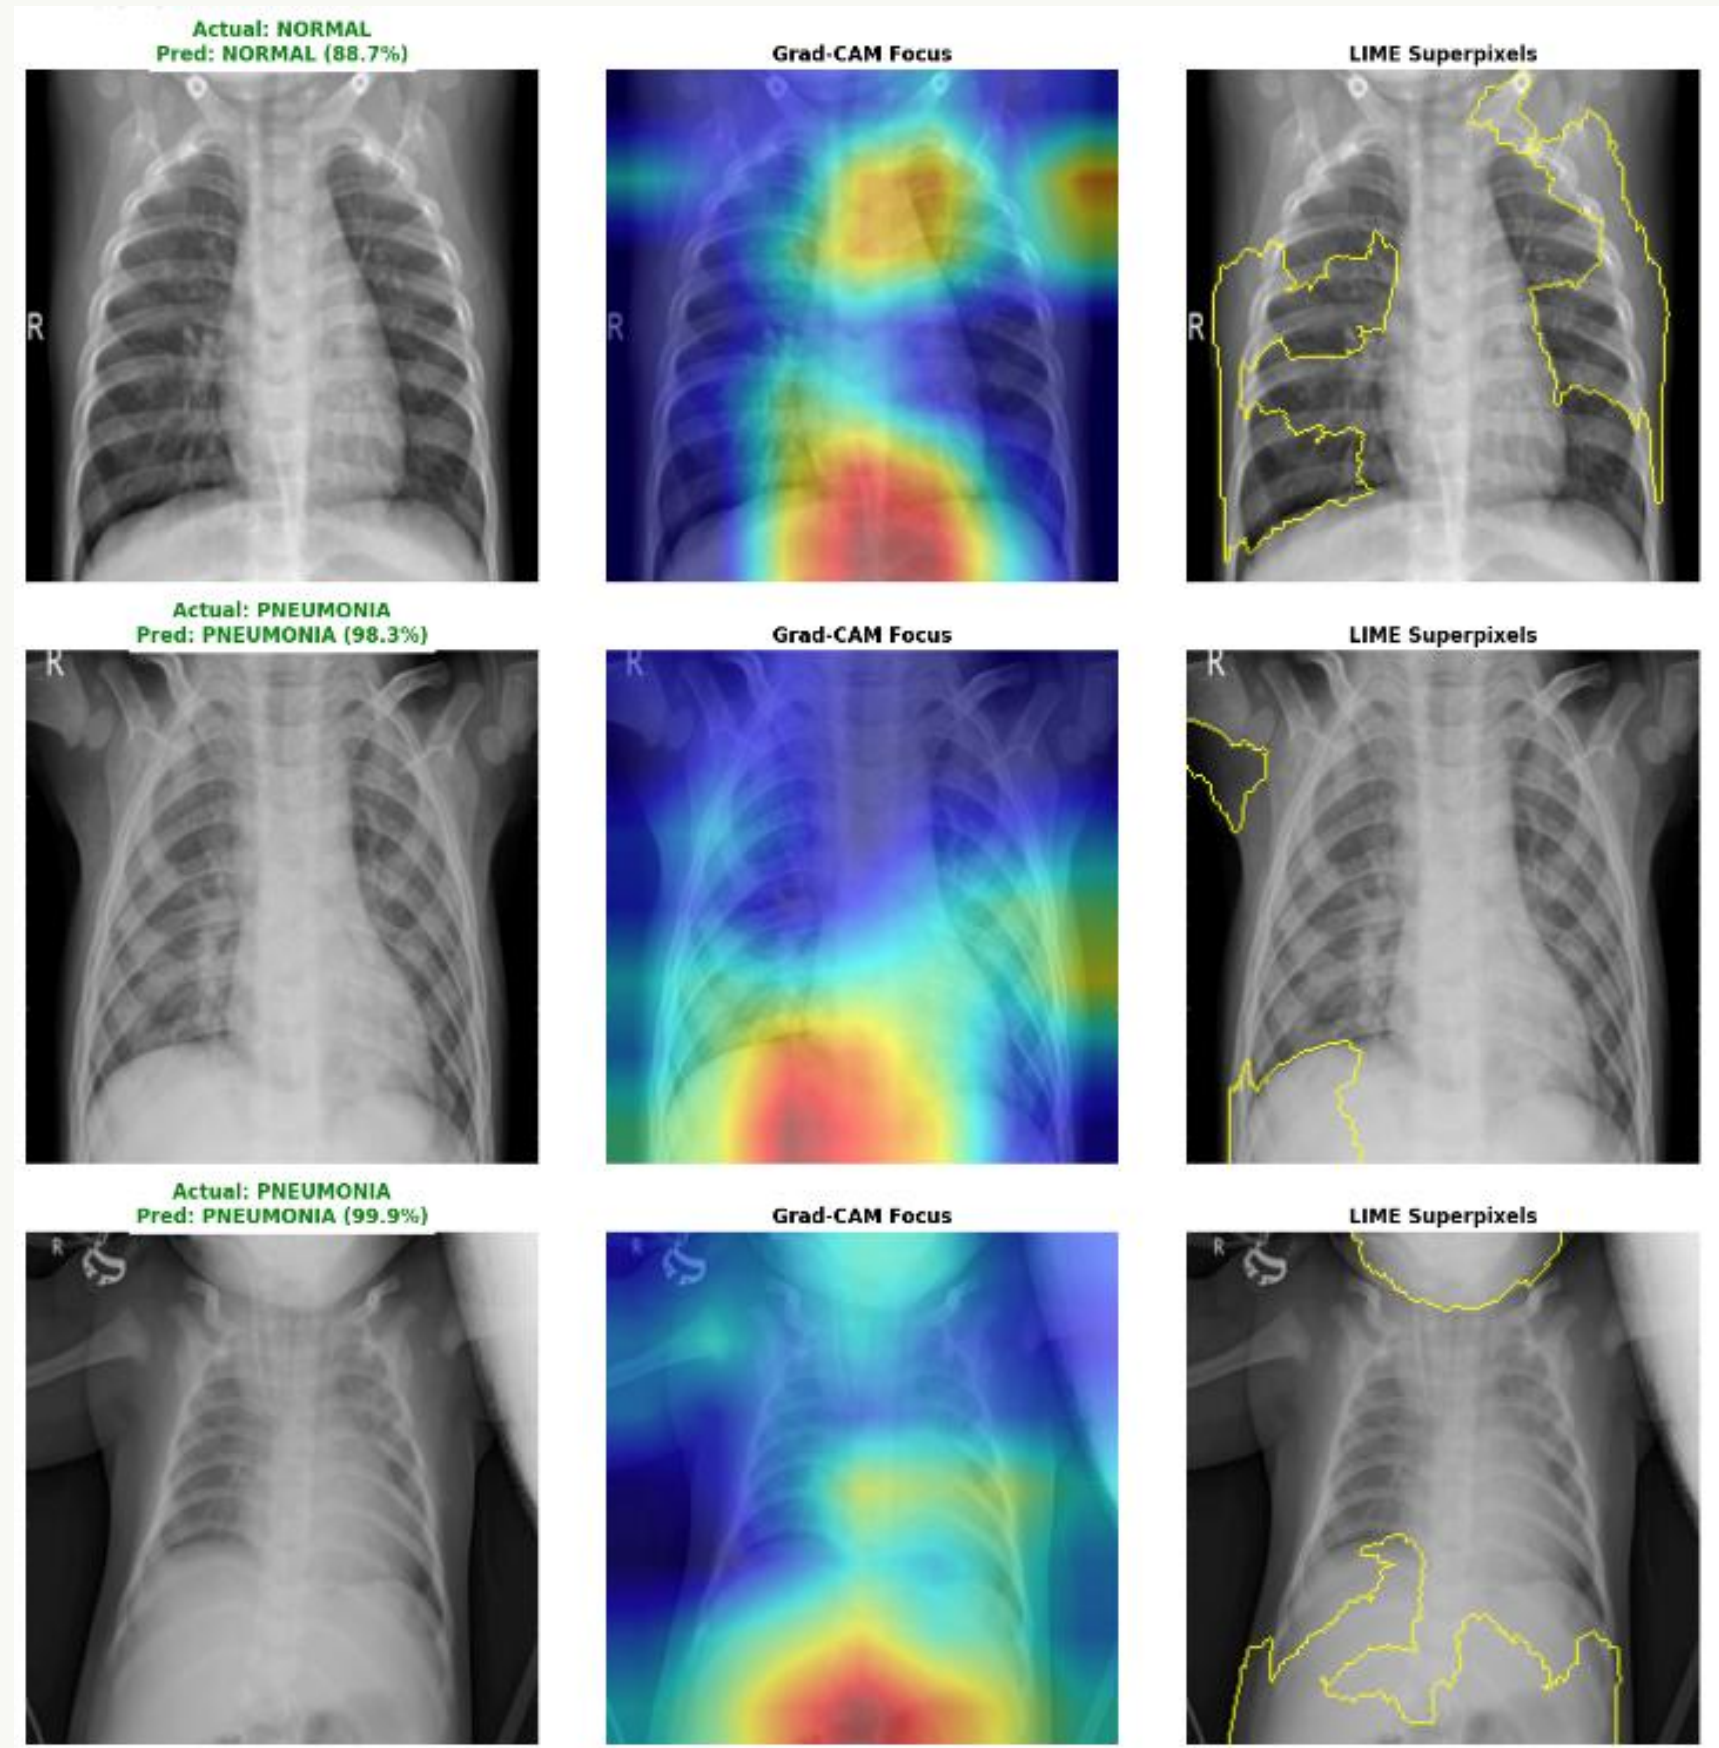 Actual: NORMAL
Pred: NORMAL (88.7%)
Grad-CAM Focus
LIME Superpixels
R
R
R
Actual: PNEUMONIA
Pred: PNEUMONIA (98.3%)
Grad-CAM Focus
LIME Superpixels
R
R
R
Actual: PNEUMONIA
Pred: PNEUMONIA (99.9%)
Grad-CAM Focus
LIME Superpixels
R
R
R